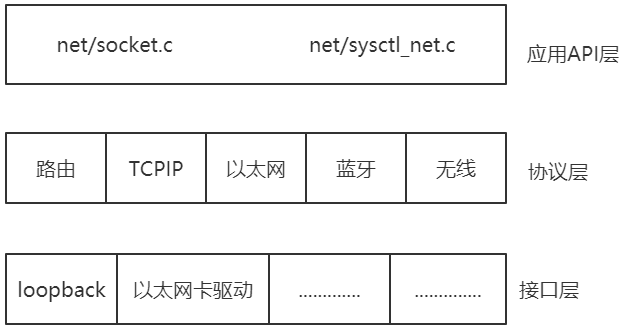 net/socket.c net/sysctl_net.c 应用API层
路由 TCPIP 以太网 蓝牙 无线 协议层
loopback 以太网卡驱动 ............. .............. 接口层